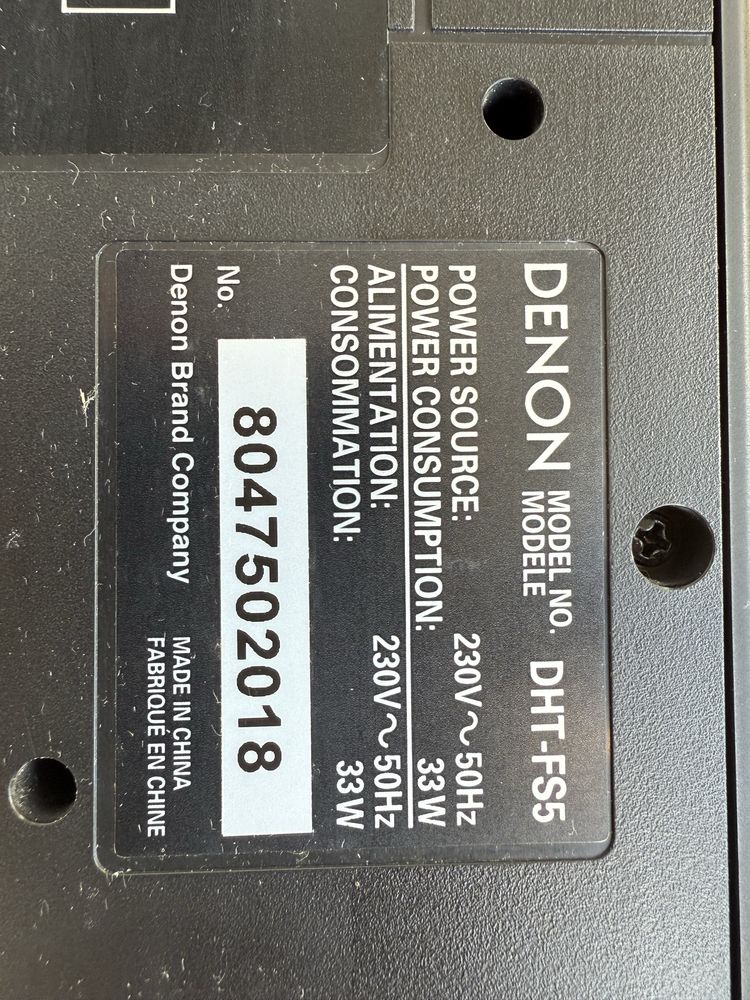 DENON MODEL NO. DHT-FS5
MODELE
POWER SOURCE: 230V~50Hz
POWER CONSUMPTION: 33W
ALIMENTATION: 230V~50Hz
CONSOMMATION: 33W
No. 8047502018
Denon Brand Company MADE IN CHINA
FABRIQUÉ EN CHINE